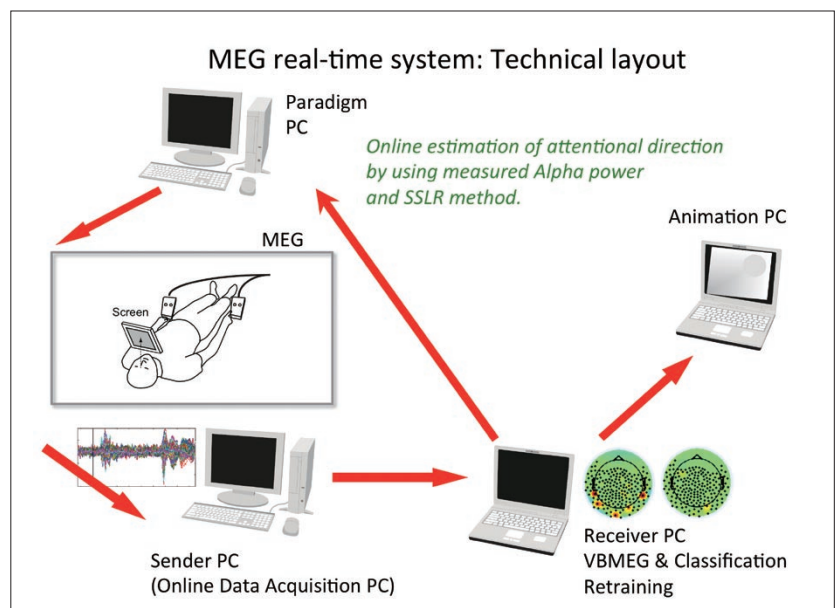 MEG real-time system: Technical layout
Paradigm
PC
Online estimation of attentional direction
by using measured Alpha power
and SSLR method.
Animation PC
MEG
Screen
Sender PC
(Online Data Acquisition PC)
Receiver PC
VBMEG & Classification
Retraining